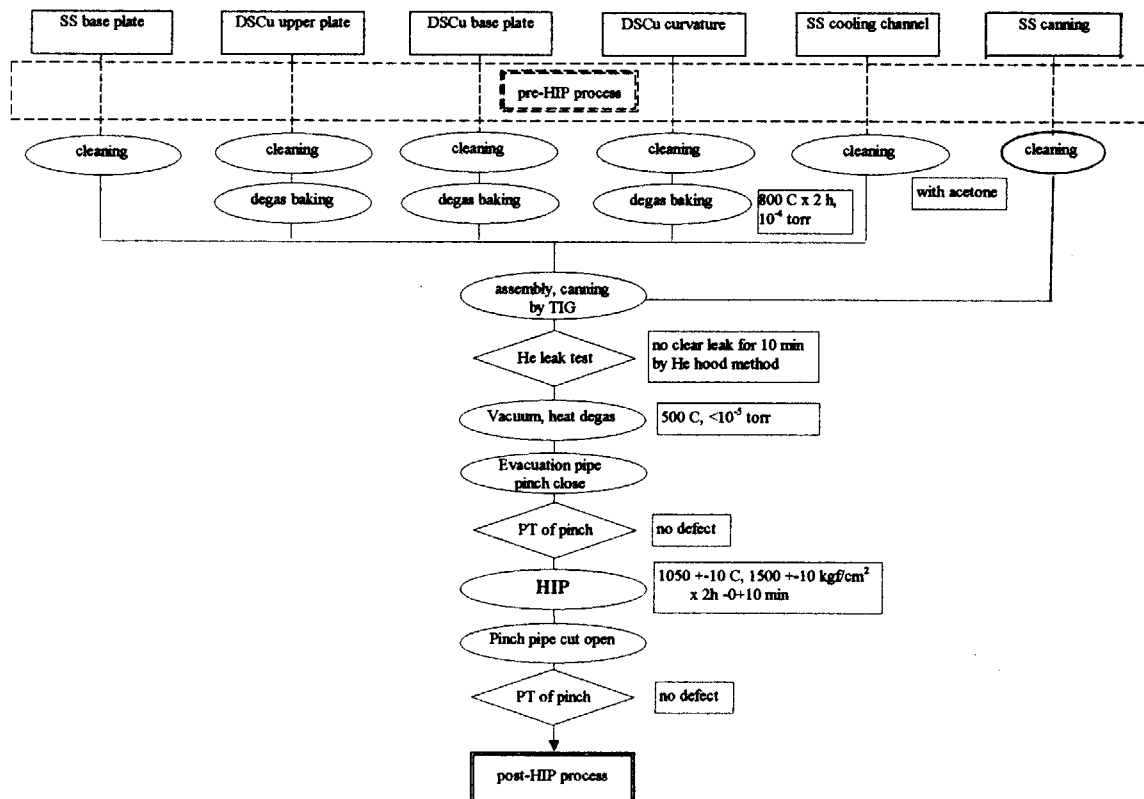 SS base plate
DSCu upper plate
DSCu base plate
DSCu curvature
SS cooling channel
SS canning
pre-HIP process
cleaning
cleaning
cleaning
cleaning
cleaning
cleaning
degas baking
degas baking
degas baking
800 C x 2 h,
10⁻⁴ torr
with acetone
assembly, canning
by TIG
He leak test
no clear leak for 10 min
by He hood method
Vacuum, heat degas
500 C, <10⁻⁵ torr
Evacuation pipe
pinch close
PT of pinch
no defect
HIP
1050 +-10 C, 1500 +-10 kgf/cm²
x 2h -0+10 min
Pinch pipe cut open
PT of pinch
no defect
post-HIP process